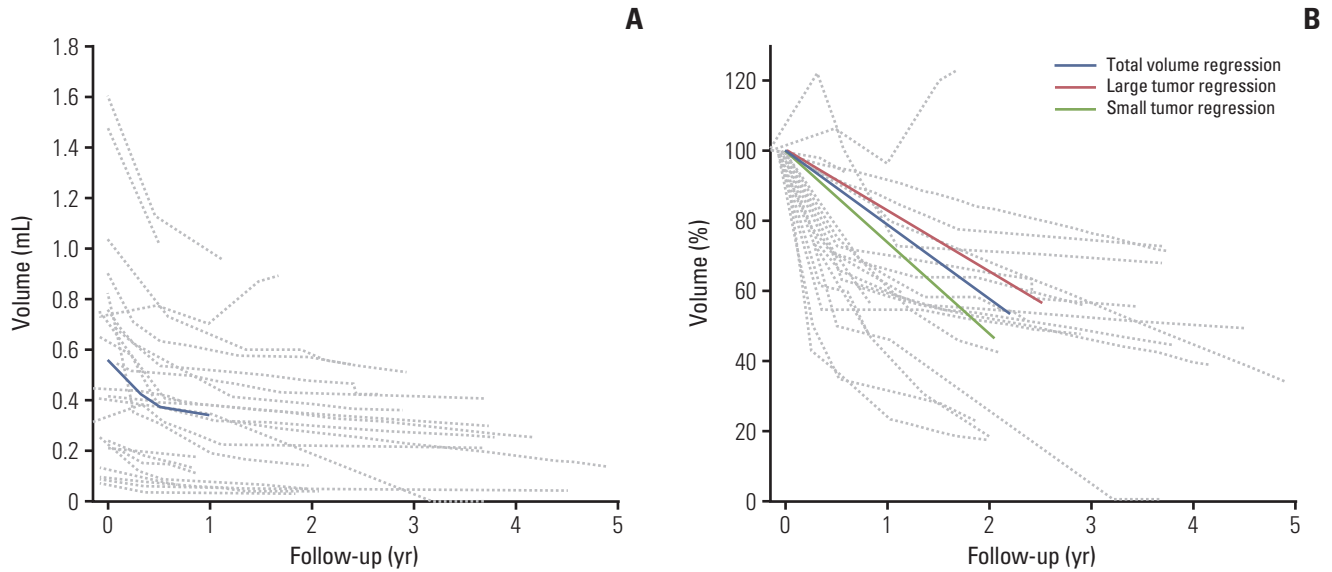 A
Volume (mL)
1.8
1.6
1.4
1.2
1.0
0.8
0.6
0.4
0.2
0
0 1 2 3 4 5
Follow-up (yr)
B
Total volume regression
Large tumor regression
Small tumor regression
Volume (%)
120
100
80
60
40
20
0
0 1 2 3 4 5
Follow-up (yr)